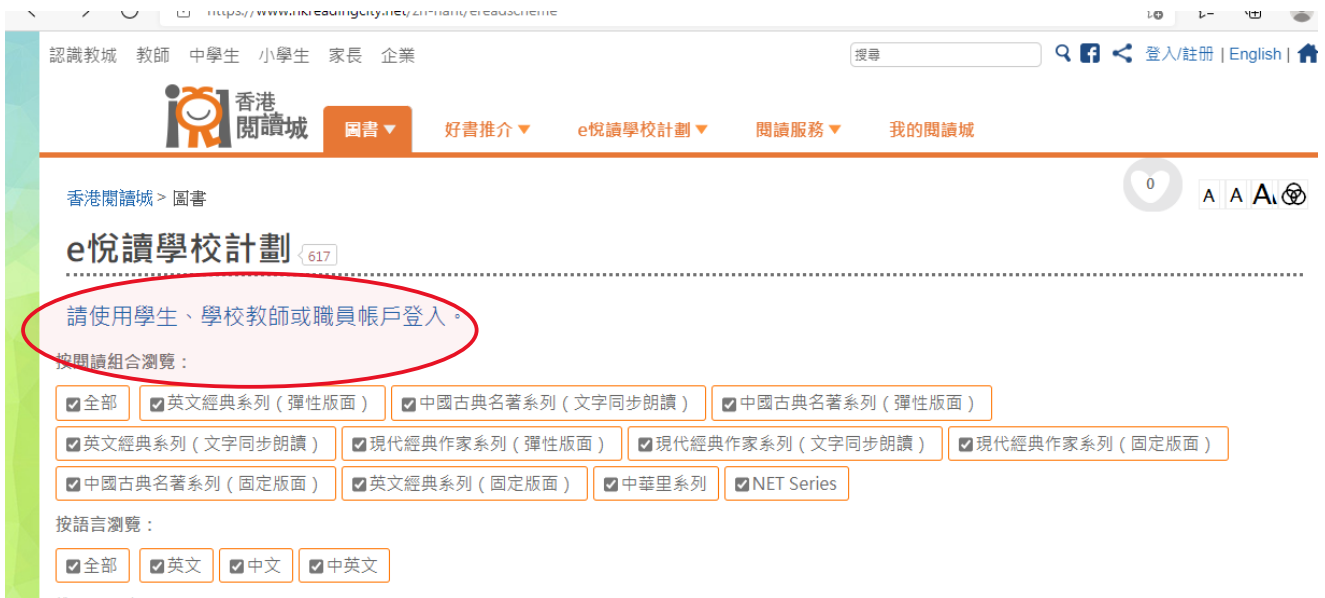 https://www.hkreadingcity.net/zh-hant/ereadscheme
認識教城 教師 中學生 小學生 家長 企業 搜尋 登入/註冊 | English |
香港
閱讀城 圖書▼ 好書推介▼ e悅讀學校計劃▼ 閱讀服務▼ 我的閱讀城
0
香港閱讀城 > 圖書 A A A
e悅讀學校計劃 617
請使用學生、學校教師或職員帳戶登入。
按閱讀組合瀏覽：
全部 英文經典系列 ( 彈性版面 ) 中國古典名著系列 ( 文字同步朗讀 ) 中國古典名著系列 ( 彈性版面 )
英文經典系列 ( 文字同步朗讀 ) 現代經典作家系列 ( 彈性版面 ) 現代經典作家系列 ( 文字同步朗讀 ) 現代經典作家系列 ( 固定版面 )
中國古典名著系列 ( 固定版面 ) 英文經典系列 ( 固定版面 ) 中華里系列 NET Series
按語言瀏覽：
全部 英文 中文 中英文